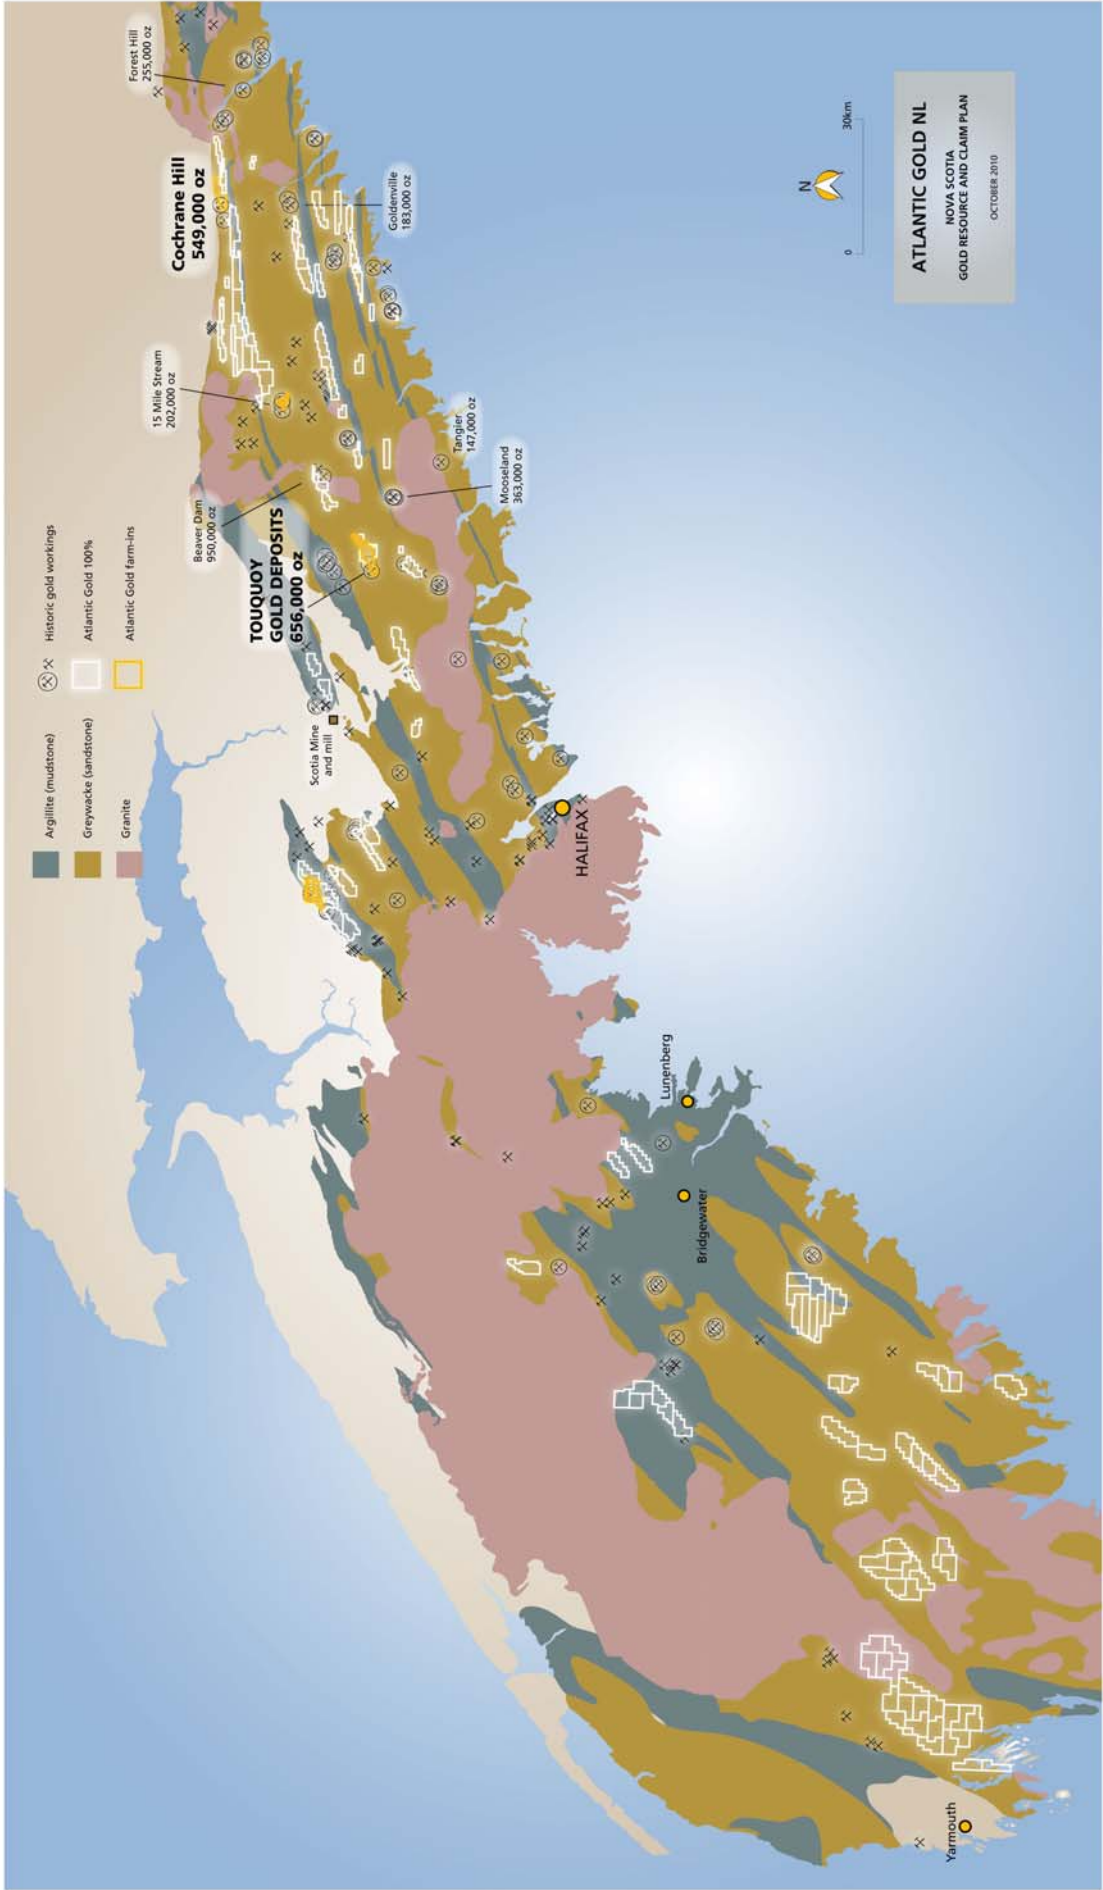 Argillite (mudstone)
Greywacke (sandstone)
Granite
Historic gold workings
Atlantic Gold 100%
Atlantic Gold farm-ins
Forest Hill
255,000 oz
Cochrane Hill
549,000 oz
Goldenville
183,000 oz
15 Mile Stream
202,000 oz
Beaver Dam
950,000 oz
TOUQUOY
GOLD DEPOSITS
656,000 oz
Tangier
147,000 oz
Mooseland
363,000 oz
Scotia Mine
and mill
HALIFAX
Lunenberg
Bridgewater
Yarmouth
N
0
30km
ATLANTIC GOLD NL
NOVA SCOTIA
GOLD RESOURCE AND CLAIM PLAN
OCTOBER 2010